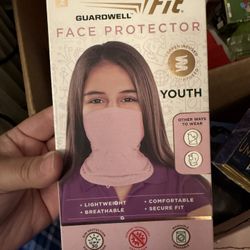 Fit.
GUARDWELL
FACE PROTECTOR
YOUTH
OTHER WAYS
TO WEAR
• LIGHTWEIGHT
• BREATHABLE
• COMFORTABLE
• SECURE FIT